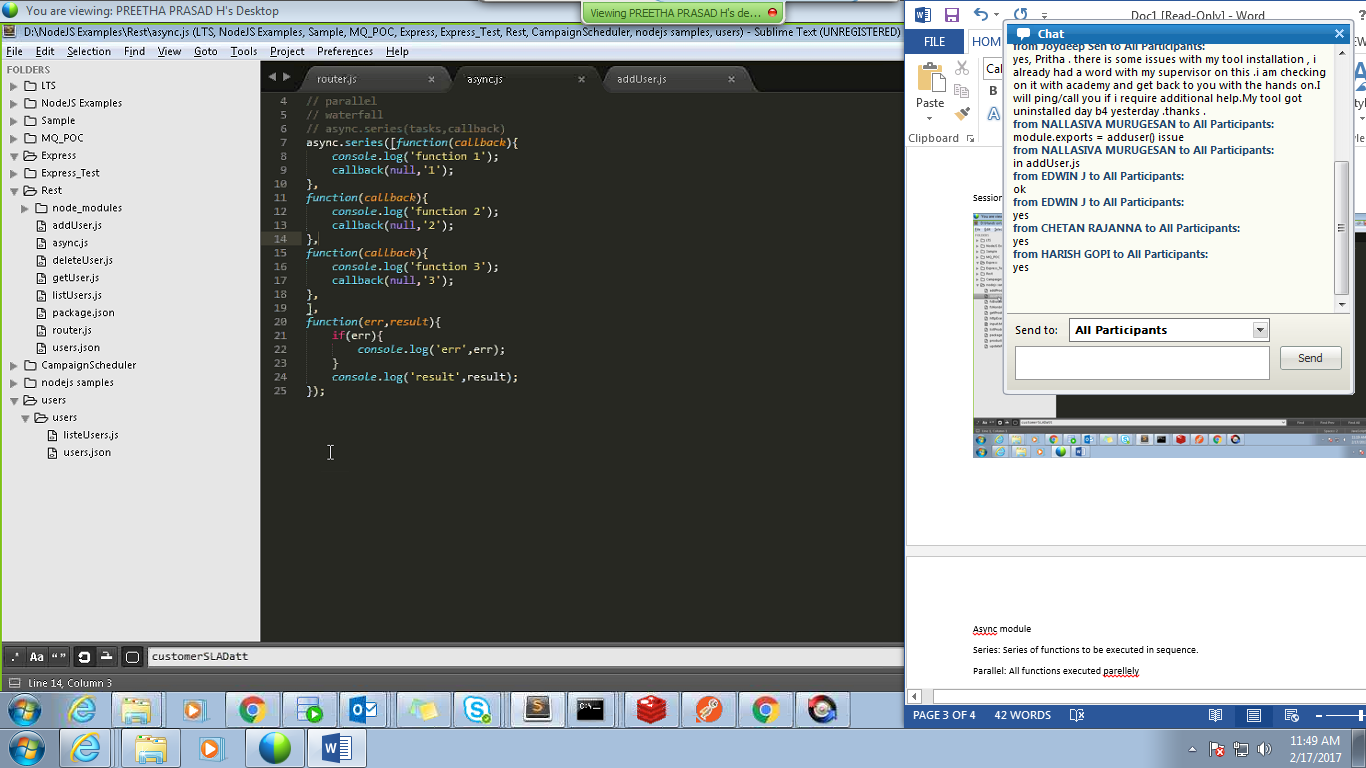 You are viewing: PREETHA PRASAD H's Desktop
Viewing PREETHA PRASAD H's de...
D:\NodeJS Examples\Rest\async.js (LTS, NodeJS Examples, Sample, MQ_POC, Express, Express_Test, Rest, CampaignScheduler, nodejs samples, users) - Sublime Text (UNREGISTERED)
File Edit Selection Find View Goto Tools Project Preferences Help
FOLDERS
LTS
NodeJS Examples
Sample
MQ_POC
Express
Express_Test
Rest
node_modules
addUser.js
async.js
deleteUser.js
getUser.js
listUsers.js
package.json
router.js
users.json
CampaignScheduler
nodejs samples
users
users
listeUsers.js
users.json
router.js
async.js
addUser.js
4 // parallel
5 // waterfall
6 // async.series(tasks,callback)
7 async.series([function(callback){
8 console.log('function 1');
9 callback(null,'1');
10 },
11 function(callback){
12 console.log('function 2');
13 callback(null,'2');
14 },
15 function(callback){
16 console.log('function 3');
17 callback(null,'3');
18 },
19 ],
20 function(err,result){
21 if(err){
22 console.log('err',err);
23 }
24 console.log('result',result);
25 });
.* Aa “ ”
customerSLADatt
Line 14, Column 3
Doc1 [Read-Only] - Word
FILE
HOM
Cal
Paste
B
Clipboard
Chat
from Joydeep Sen to All Participants:
yes, Pritha . there is some issues with my tool installation , i
already had a word with my supervisor on this .i am checking
on it with academy and get back to you with the hands on.I
will ping/call you if i require additional help.My tool got
uninstalled day b4 yesterday .thanks .
from NALLASIVA MURUGESAN to All Participants:
module.exports = adduser() issue
from NALLASIVA MURUGESAN to All Participants:
in addUser.js
from EDWIN J to All Participants:
ok
from EDWIN J to All Participants:
yes
from CHETAN RAJANNA to All Participants:
yes
from HARISH GOPI to All Participants:
yes
Send to:
All Participants
Send
Session
Async module
Series: Series of functions to be executed in sequence.
Parallel: All functions executed parellely
PAGE 3 OF 4 42 WORDS
11:49 AM
2/17/2017